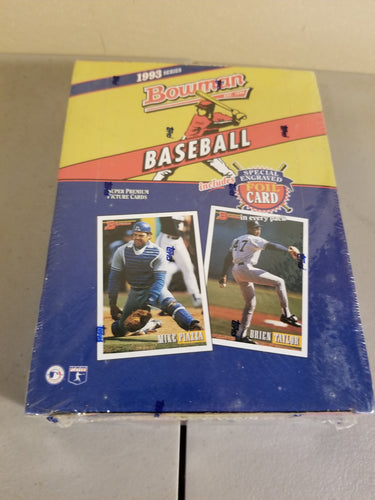 1993 SERIES
Bowman
BASEBALL
includes
SPECIAL
ENGRAVED
FOIL
CARD
in every pack
SUPER PREMIUM
PICTURE CARDS
47
MIKE PIAZZA
BRIEN TAYLOR